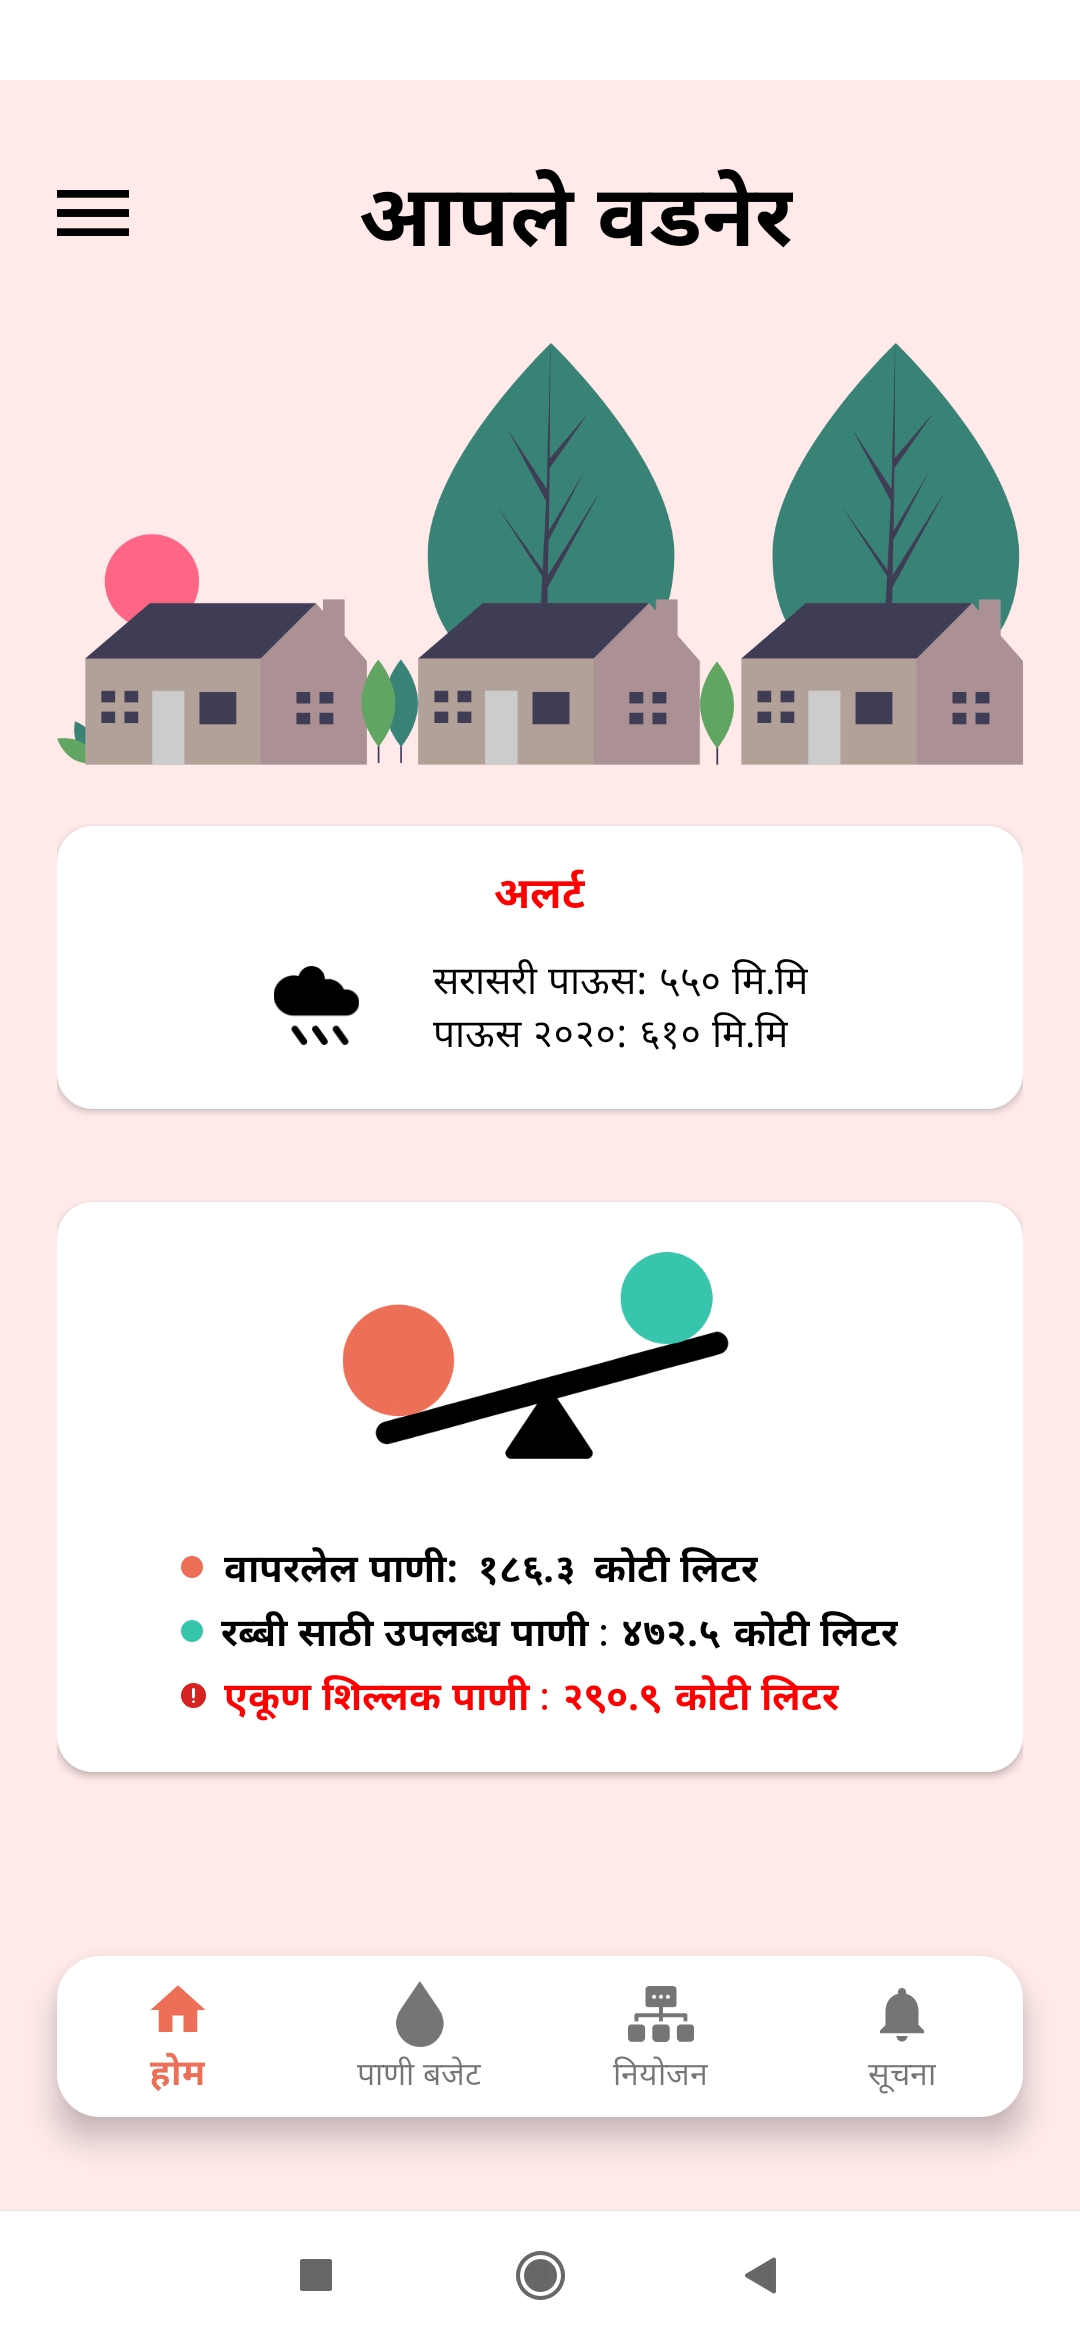 आपले वडनेर
अलर्ट
सरासरी पाऊस: ५५० मि.मि
पाऊस २०२०: ६१० मि.मि
वापरलेल पाणी: १८६.३ कोटी लिटर
रब्बी साठी उपलब्ध पाणी : ४७२.५ कोटी लिटर
एकूण शिल्लक पाणी : २९०.९ कोटी लिटर
होम
पाणी बजेट
नियोजन
सूचना